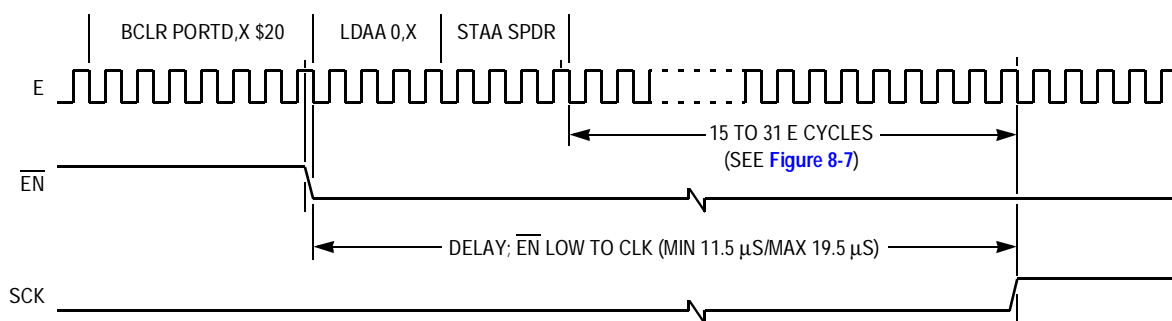 BCLR PORTD,X $20 LDAA 0,X STAA SPDR
E
15 TO 31 E CYCLES
(SEE Figure 8-7)
EN
DELAY; EN LOW TO CLK (MIN 11.5 µS/MAX 19.5 µS)
SCK